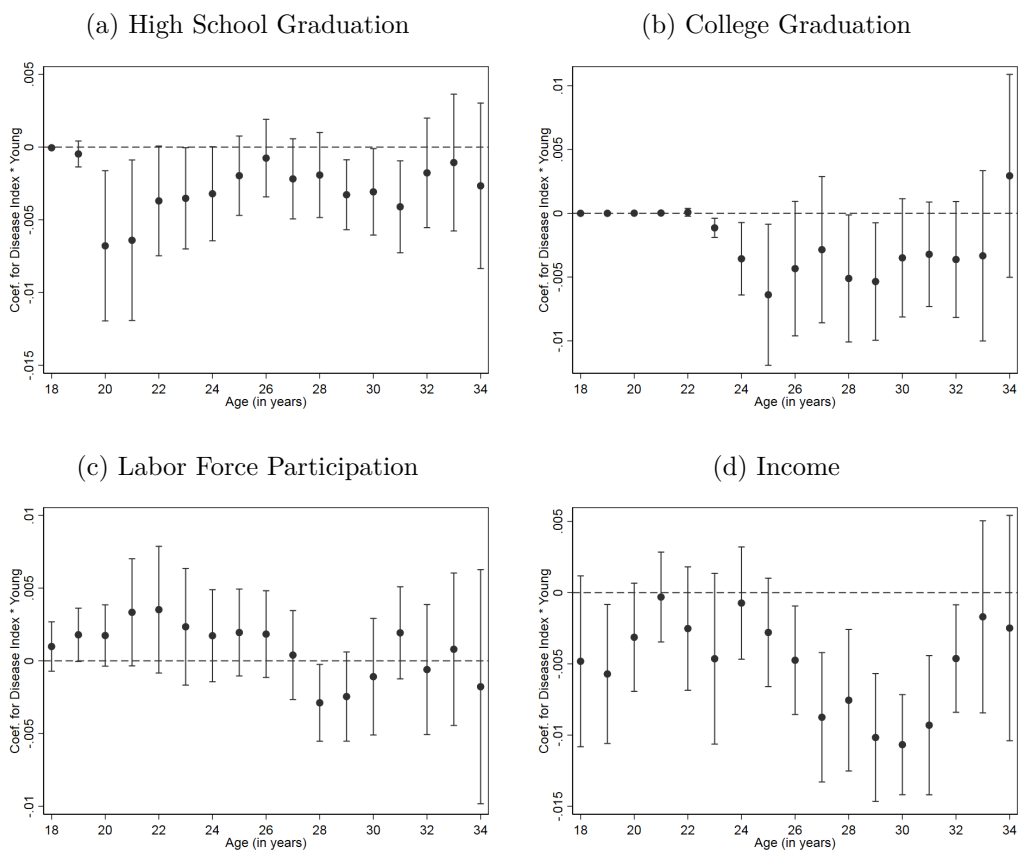 (a) High School Graduation
Coef. for Disease Index * Young
.005
0
-.005
-.01
-.015
18 20 22 24 26 28 30 32 34
Age (in years)
(b) College Graduation
Coef. for Disease Index * Young
.01
.005
0
-.005
-.01
18 20 22 24 26 28 30 32 34
Age (in years)
(c) Labor Force Participation
Coef. for Disease Index * Young
.01
.005
0
-.005
-.01
18 20 22 24 26 28 30 32 34
Age (in years)
(d) Income
Coef. for Disease Index * Young
.005
0
-.005
-.01
-.015
18 20 22 24 26 28 30 32 34
Age (in years)